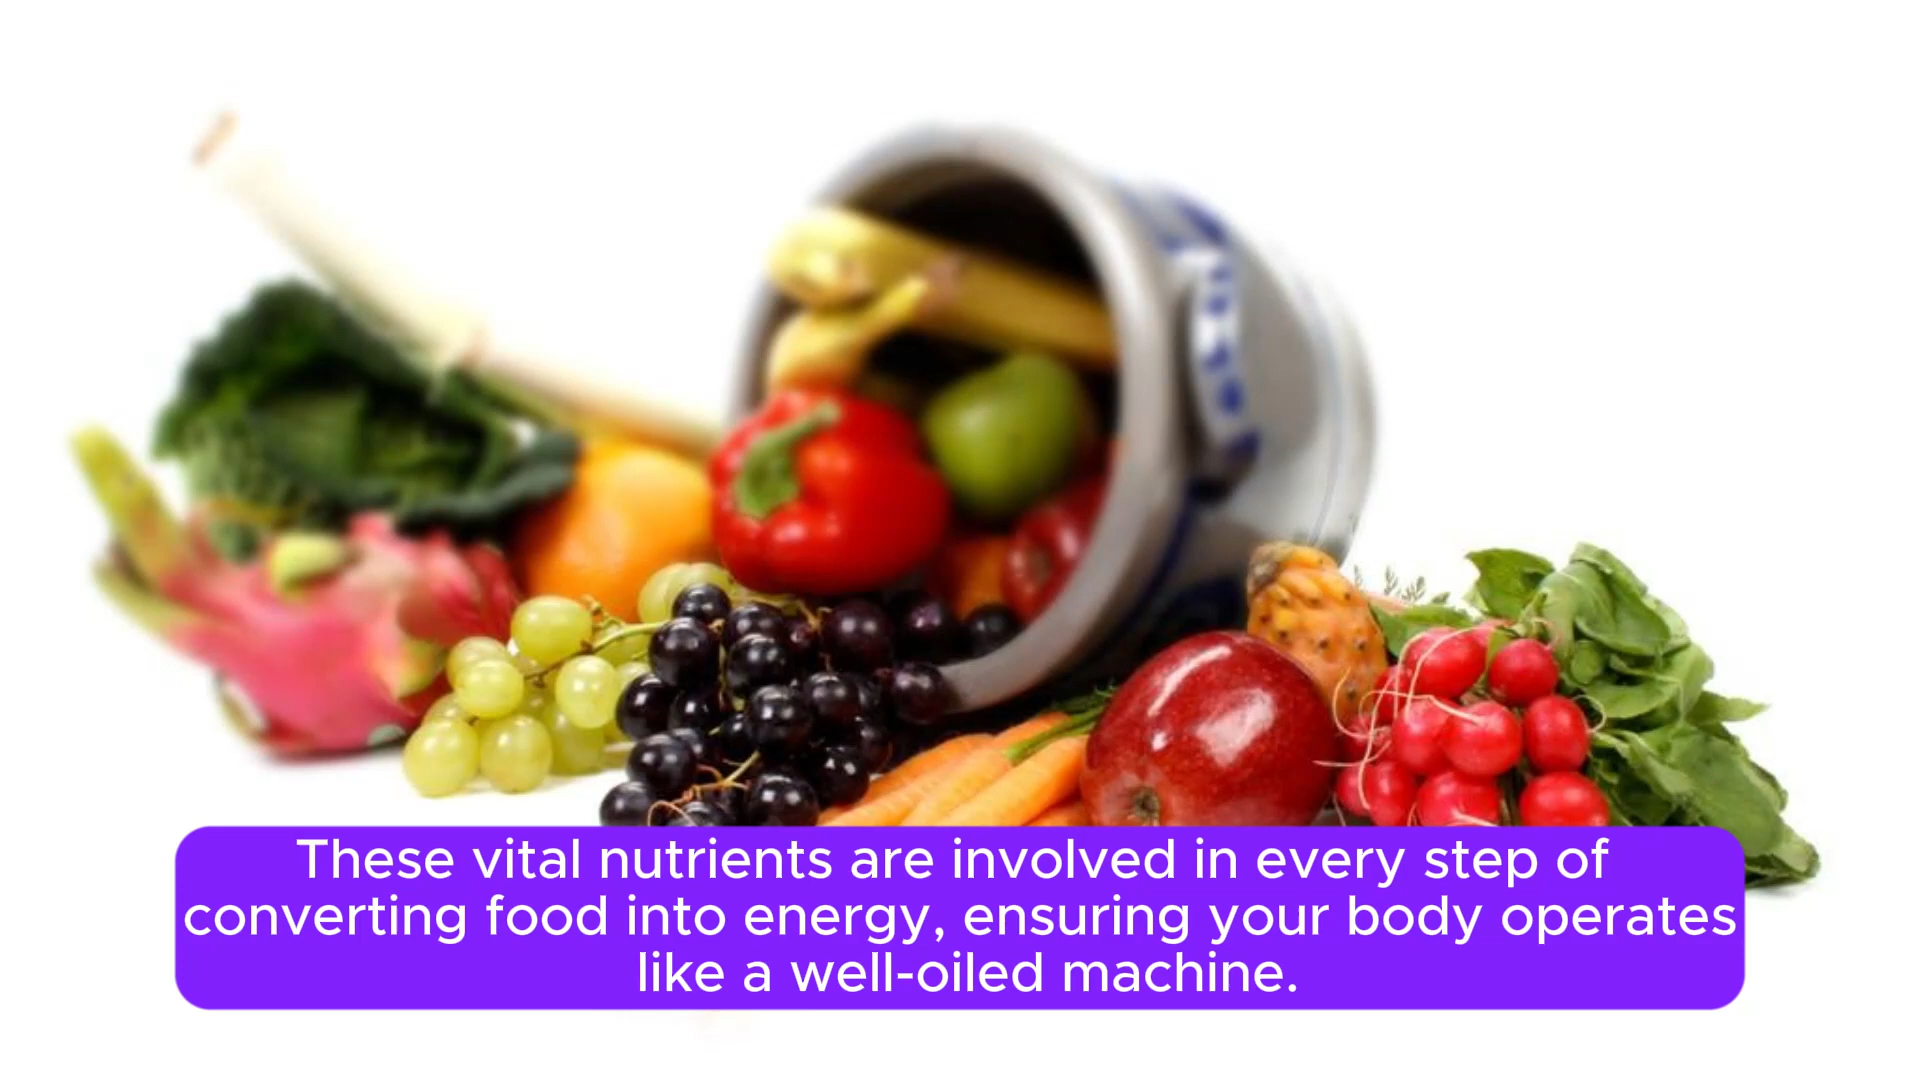 These vital nutrients are involved in every step of
converting food into energy, ensuring your body operates
like a well-oiled machine.